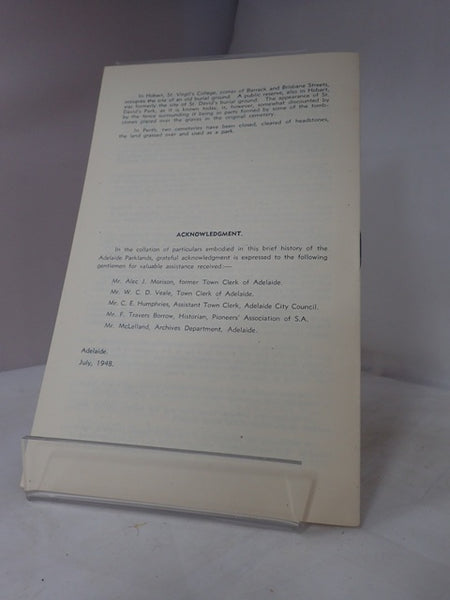 In Hobart, St. Virgil's College, corner of Barrack and Brisbane Streets,
occupies the site of an old burial ground. A public reserve, also in Hobart,
was formerly the site of St. David's burial ground. The appearance of St.
David's Park, as it is known today, is, however, somewhat discounted by
the fence surrounding it being in parts formed by some of the tomb-
stones placed over the graves in the original cemetery.
In Perth, two cemeteries have been closed, cleared of headstones,
the land grassed over and used as a park.
ACKNOWLEDGMENT.
In the collation of particulars embodied in this brief history of the
Adelaide Parklands, grateful acknowledgment is expressed to the following
gentlemen for valuable assistance received:—
Mr. Alec J. Morison, former Town Clerk of Adelaide.
Mr. W. C. D. Veale, Town Clerk of Adelaide.
Mr. C. E. Humphries, Assistant Town Clerk, Adelaide City Council.
Mr. F. Travers Borrow, Historian, Pioneers' Association of S.A.
Mr. McLelland, Archives Department, Adelaide.
Adelaide.
July, 1948.